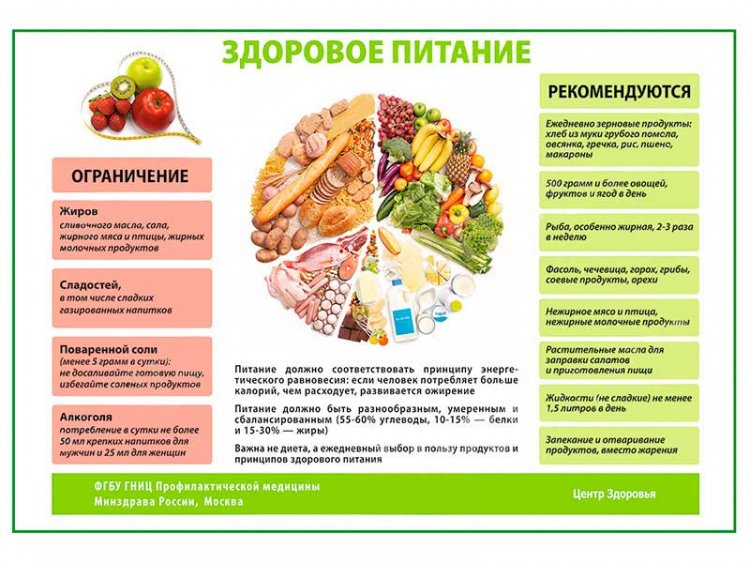 ЗДОРОВОЕ ПИТАНИЕ
ОГРАНИЧЕНИЕ
Жиров
сливочного масла, сала,
жирного мяса и птицы, жирных
молочных продуктов
Сладостей,
в том числе сладких
газированных напитков
Поваренной соли
(менее 5 грамм в сутки):
не досаливайте готовую пищу,
избегайте соленых продуктов
Алкоголя
потребление в сутки не более
50 мл крепких напитков для
мужчин и 25 мл для женщин
Питание должно соответствовать принципу энерге-
тического равновесия: если человек потребляет больше
калорий, чем расходует, развивается ожирение
Питание должно быть разнообразным, умеренным и
сбалансированным (55-60% углеводы, 10-15% — белки
и 15-30% — жиры)
Важна не диета, а ежедневный выбор в пользу продуктов и
принципов здорового питания
РЕКОМЕНДУЮТСЯ
Ежедневно зерновые продукты:
хлеб из муки грубого помола,
овсянка, гречка, рис, пшено,
макароны
500 грамм и более овощей,
фруктов и ягод в день
Рыба, особенно жирная, 2-3 раза
в неделю
Фасоль, чечевица, горох, грибы,
соевые продукты, орехи
Нежирное мясо и птица,
нежирные молочные продукты
Растительные масла для
заправки салатов
и приготовления пищи
Жидкости (не сладкие) не менее
1,5 литров в день
Запекание и отваривание
продуктов, вместо жарения
ФГБУ ГНИЦ Профилактической медицины
Минздрава России, Москва
Центр Здоровья